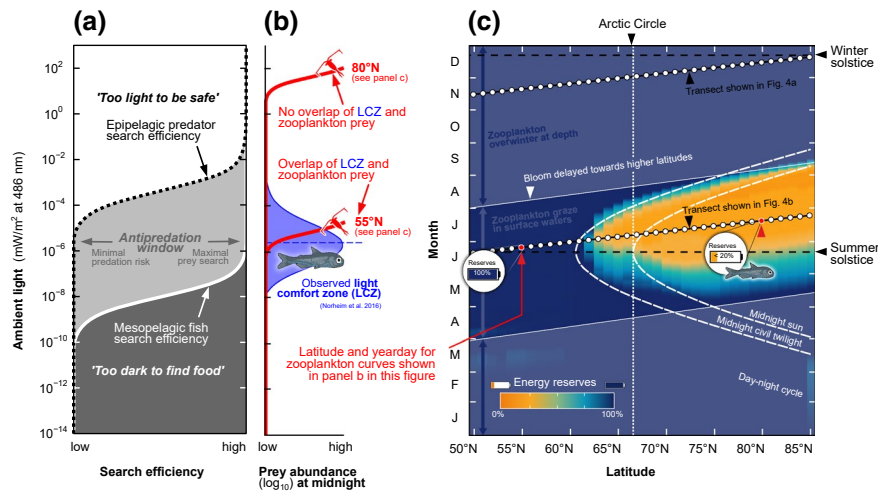 (a)
(b)
(c)
Arctic Circle
Ambient light (mW/m² at 486 nm)
10²
10⁰
10⁻²
10⁻⁴
10⁻⁶
10⁻⁸
10⁻¹⁰
10⁻¹²
10⁻¹⁴
'Too light to be safe'
Epipelagic predator
search efficiency
Antipredation
window
Minimal
predation risk
Maximal
prey search
Mesopelagic fish
search efficiency
'Too dark to find food'
low
high
Search efficiency
80°N
(see panel c)
No overlap of LCZ and
zooplankton prey
Overlap of LCZ and
zooplankton prey
55°N
(see panel c)
Observed light
comfort zone (LCZ)
(Norheim et al. 2016)
Latitude and yearday for
zooplankton curves shown
in panel b in this figure
low
high
Prey abundance
(log₁₀) at midnight
Month
D
N
O
S
A
J
J
M
A
M
F
J
Winter
solstice
Transect shown in Fig. 4a
Zooplankton
overwinter at depth
Bloom delayed towards higher latitudes
Zooplankton graze
in surface waters
Transect shown in Fig. 4b
Reserves
100%
Reserves
< 20%
Summer
solstice
Midnight sun
Midnight civil twilight
Day-night cycle
Energy reserves
0%
100%
50°N
55°N
60°N
65°N
70°N
75°N
80°N
85°N
Latitude